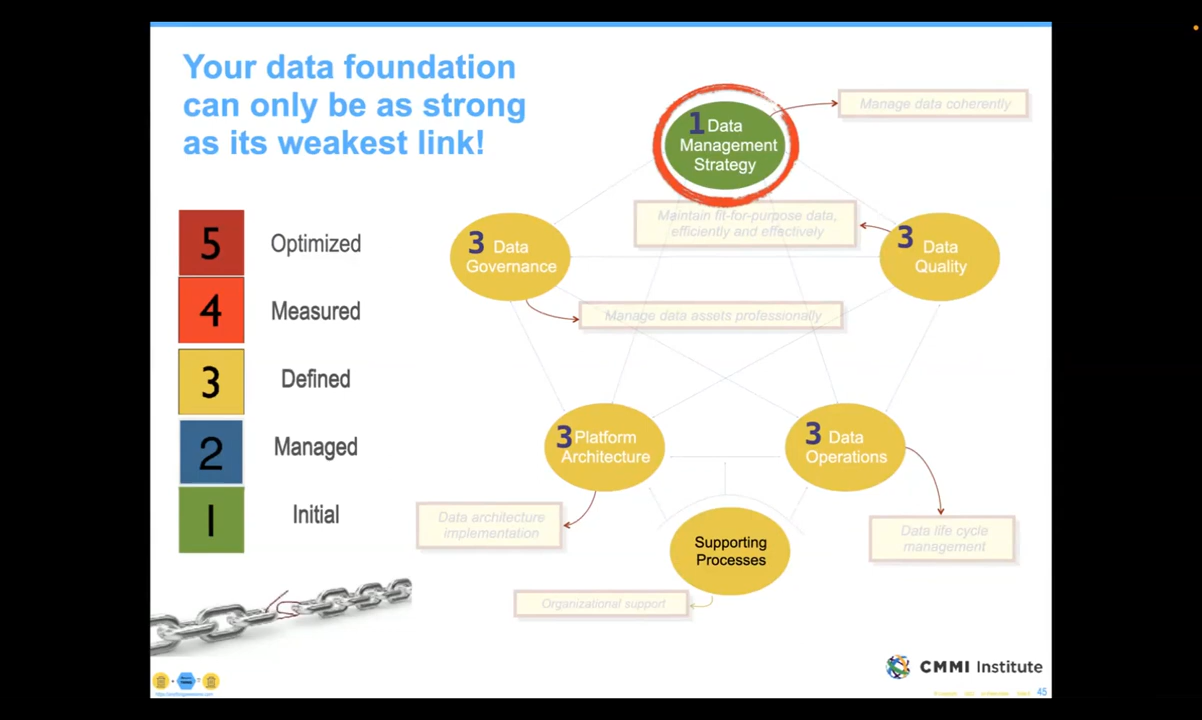 Your data foundation
can only be as strong
as its weakest link!
5 Optimized
4 Measured
3 Defined
2 Managed
1 Initial
1 Data
Management
Strategy
Manage data coherently
Maintain fit-for-purpose data,
efficiently and effectively
3 Data
Governance
3 Data
Quality
Manage data assets professionally
3 Platform
Architecture
3 Data
Operations
Data architecture
implementation
Supporting
Processes
Data life cycle
management
Organizational support
CMMI Institute
45